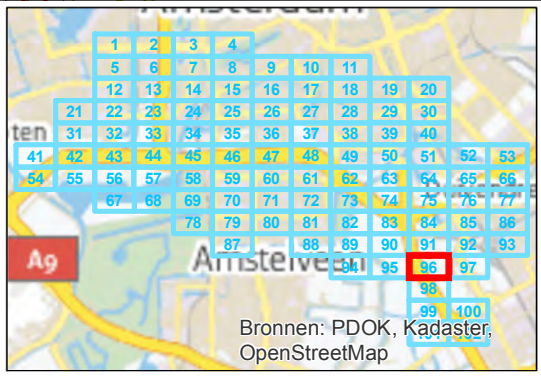 Amsterdam
1 2 3 4
5 6 7 8 9 10 11
12 13 14 15 16 17 18 19 20
21 22 23 24 25 26 27 28 29 30
ten 31 32 33 34 35 36 37 38 39 40
41 42 43 44 45 46 47 48 49 50 51 52 53
54 55 56 57 58 59 60 61 62 63 64 65 66
67 68 69 70 71 72 73 74 75 76 77
78 79 80 81 82 83 84 85 86
87 88 89 90 91 92 93
A9 Amstelveen 94 95 96 97
98
99 100
Bronnen: PDOK, Kadaster,
OpenStreetMap